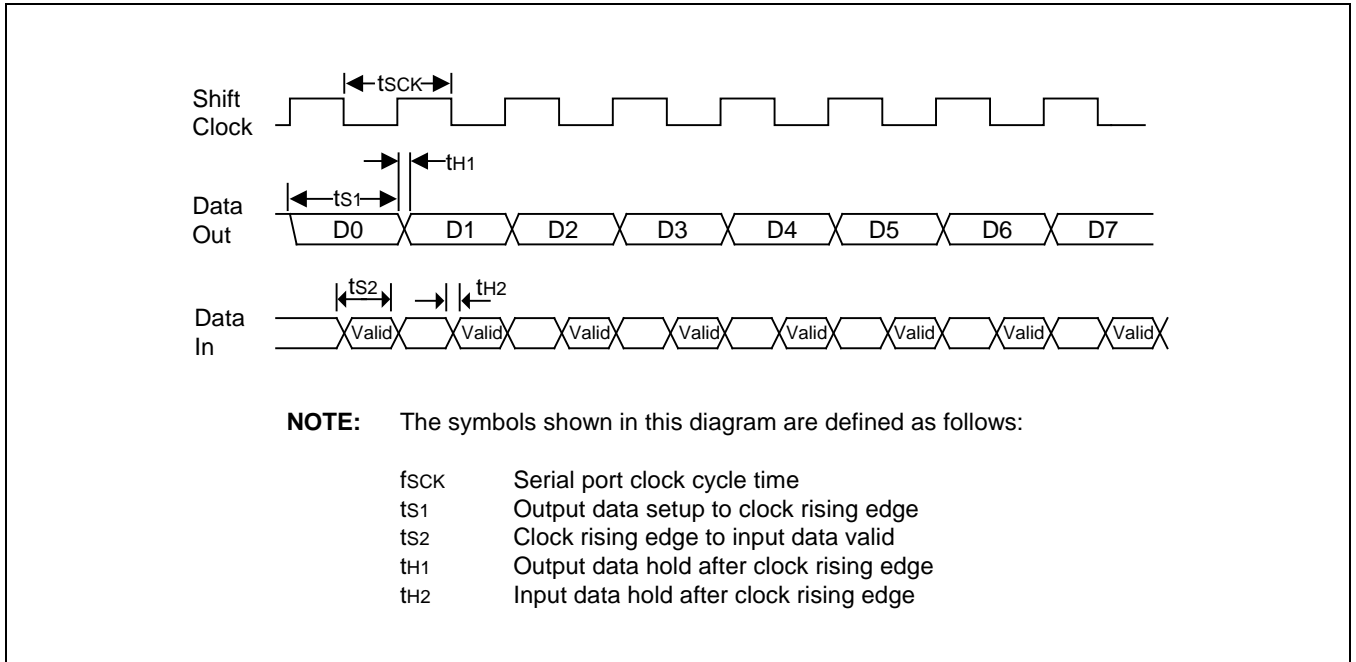 tSCK
Shift
Clock
tH1
tS1
Data
Out
D0 D1 D2 D3 D4 D5 D6 D7
tS2 tH2
Data
In
Valid Valid Valid Valid Valid Valid Valid Valid
NOTE: The symbols shown in this diagram are defined as follows:
fSCK Serial port clock cycle time
tS1 Output data setup to clock rising edge
tS2 Clock rising edge to input data valid
tH1 Output data hold after clock rising edge
tH2 Input data hold after clock rising edge